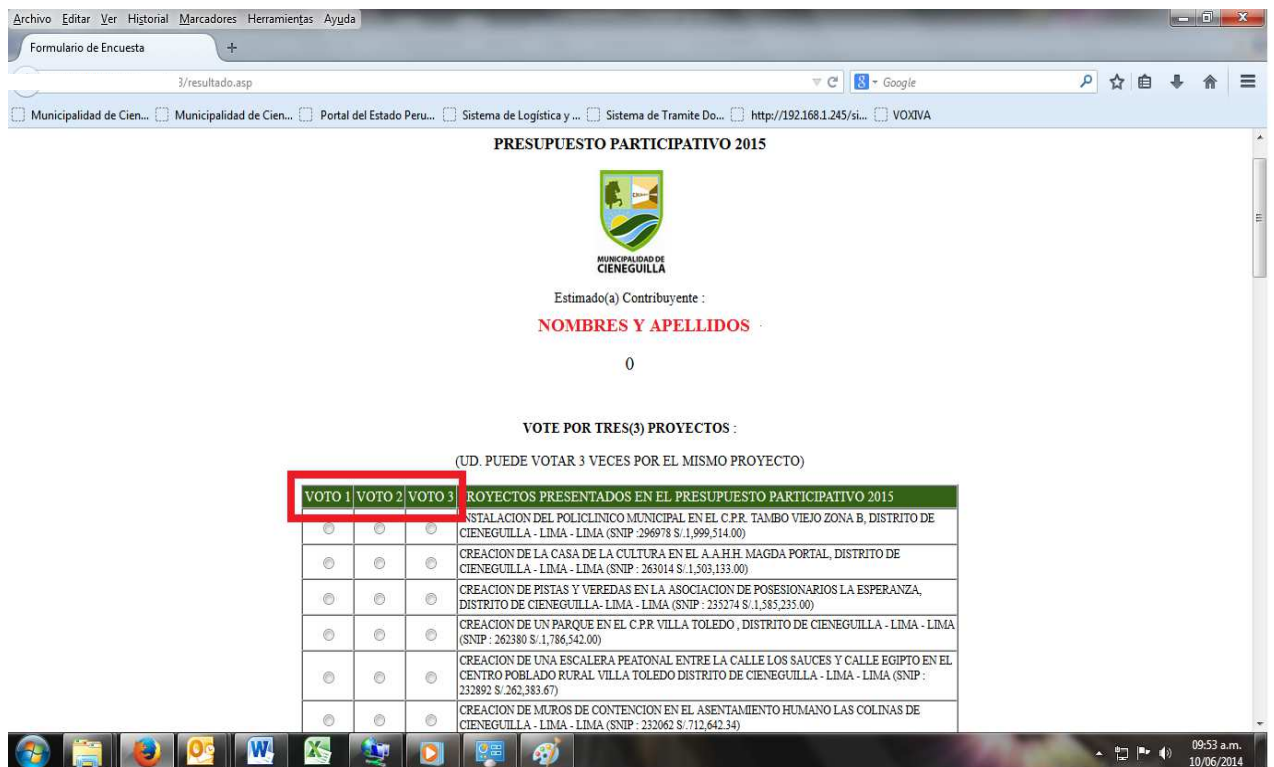 Archivo Editar Ver Historial Marcadores Herramientas Ayuda
Formulario de Encuesta +
3/resultado.asp
8 Google
Municipalidad de Cien... Municipalidad de Cien... Portal del Estado Peru... Sistema de Logística y ... Sistema de Tramite Do... http://192.168.1.245/si... VOXIVA
PRESUPUESTO PARTICIPATIVO 2015
MUNICIPALIDAD DE
CIENEGUILLA
Estimado(a) Contribuyente :
NOMBRES Y APELLIDOS
()
VOTE POR TRES(3) PROYECTOS :
(UD. PUEDE VOTAR 3 VECES POR EL MISMO PROYECTO)
VOTO 1 VOTO 2 VOTO 3 ROYECTOS PRESENTADOS EN EL PRESUPUESTO PARTICIPATIVO 2015
NSTALACION DEL POLICLINICO MUNICIPAL EN EL C.P.R. TAMBO VIEJO ZONA B, DISTRITO DE
CIENEGUILLA - LIMA - LIMA (SNIP :296978 S/.1,999,514.00)
CREACION DE LA CASA DE LA CULTURA EN EL A.A.H.H. MAGDA PORTAL, DISTRITO DE
CIENEGUILLA - LIMA - LIMA (SNIP : 263014 S/.1,503,133.00)
CREACION DE PISTAS Y VEREDAS EN LA ASOCIACION DE POSESIONARIOS LA ESPERANZA,
DISTRITO DE CIENEGUILLA- LIMA - LIMA (SNIP : 235274 S/.1,585,235.00)
CREACION DE UN PARQUE EN EL C.P.R VILLA TOLEDO , DISTRITO DE CIENEGUILLA - LIMA - LIMA
(SNIP : 262380 S/.1,786,542.00)
CREACION DE UNA ESCALERA PEATONAL ENTRE LA CALLE LOS SAUCES Y CALLE EGIPTO EN EL
CENTRO POBLADO RURAL VILLA TOLEDO DISTRITO DE CIENEGUILLA - LIMA - LIMA (SNIP :
232892 S/.262,383.67)
CREACION DE MUROS DE CONTENCION EN EL ASENTAMIENTO HUMANO LAS COLINAS DE
CIENEGUILLA - LIMA - LIMA (SNIP : 232062 S/.712,642.34)
09:53 a.m.
10/06/2014